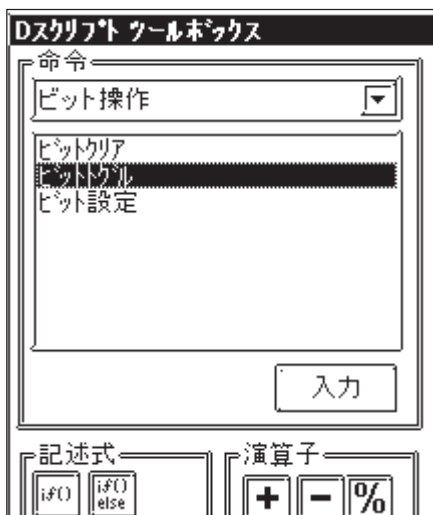 Dｽｸﾘﾌﾟﾄ ﾂｰﾙﾎﾞｯｸｽ
命令
ビット操作
ﾋﾞｯﾄｸﾘｱ
ﾋﾞｯﾄﾄｸﾞﾙ
ﾋﾞｯﾄ設定
入力
記述式
演算子
if()
if()
else
+
-
%